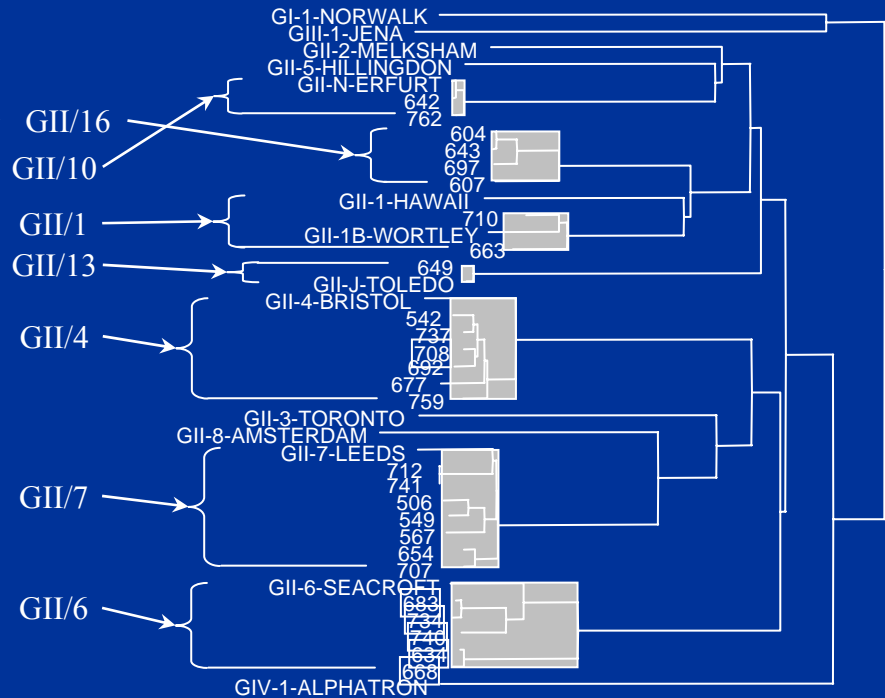 GI-1-NORWALK
GIII-1-JENA
GII-2-MELKSHAM
GII-5-HILLINGDON
GII-N-ERFURT
642
762
GII/16
604
643
697
607
GII/10
GII-1-HAWAII
710
GII/1
GII-1B-WORTLEY
663
GII/13
649
GII-J-TOLEDO
GII-4-BRISTOL
542
GII/4
737
708
692
677
759
GII-3-TORONTO
GII-8-AMSTERDAM
GII-7-LEEDS
712
741
GII/7
506
549
567
654
707
GII-6-SEACROFT
683
GII/6
734
740
634
668
GIV-1-ALPHATRON